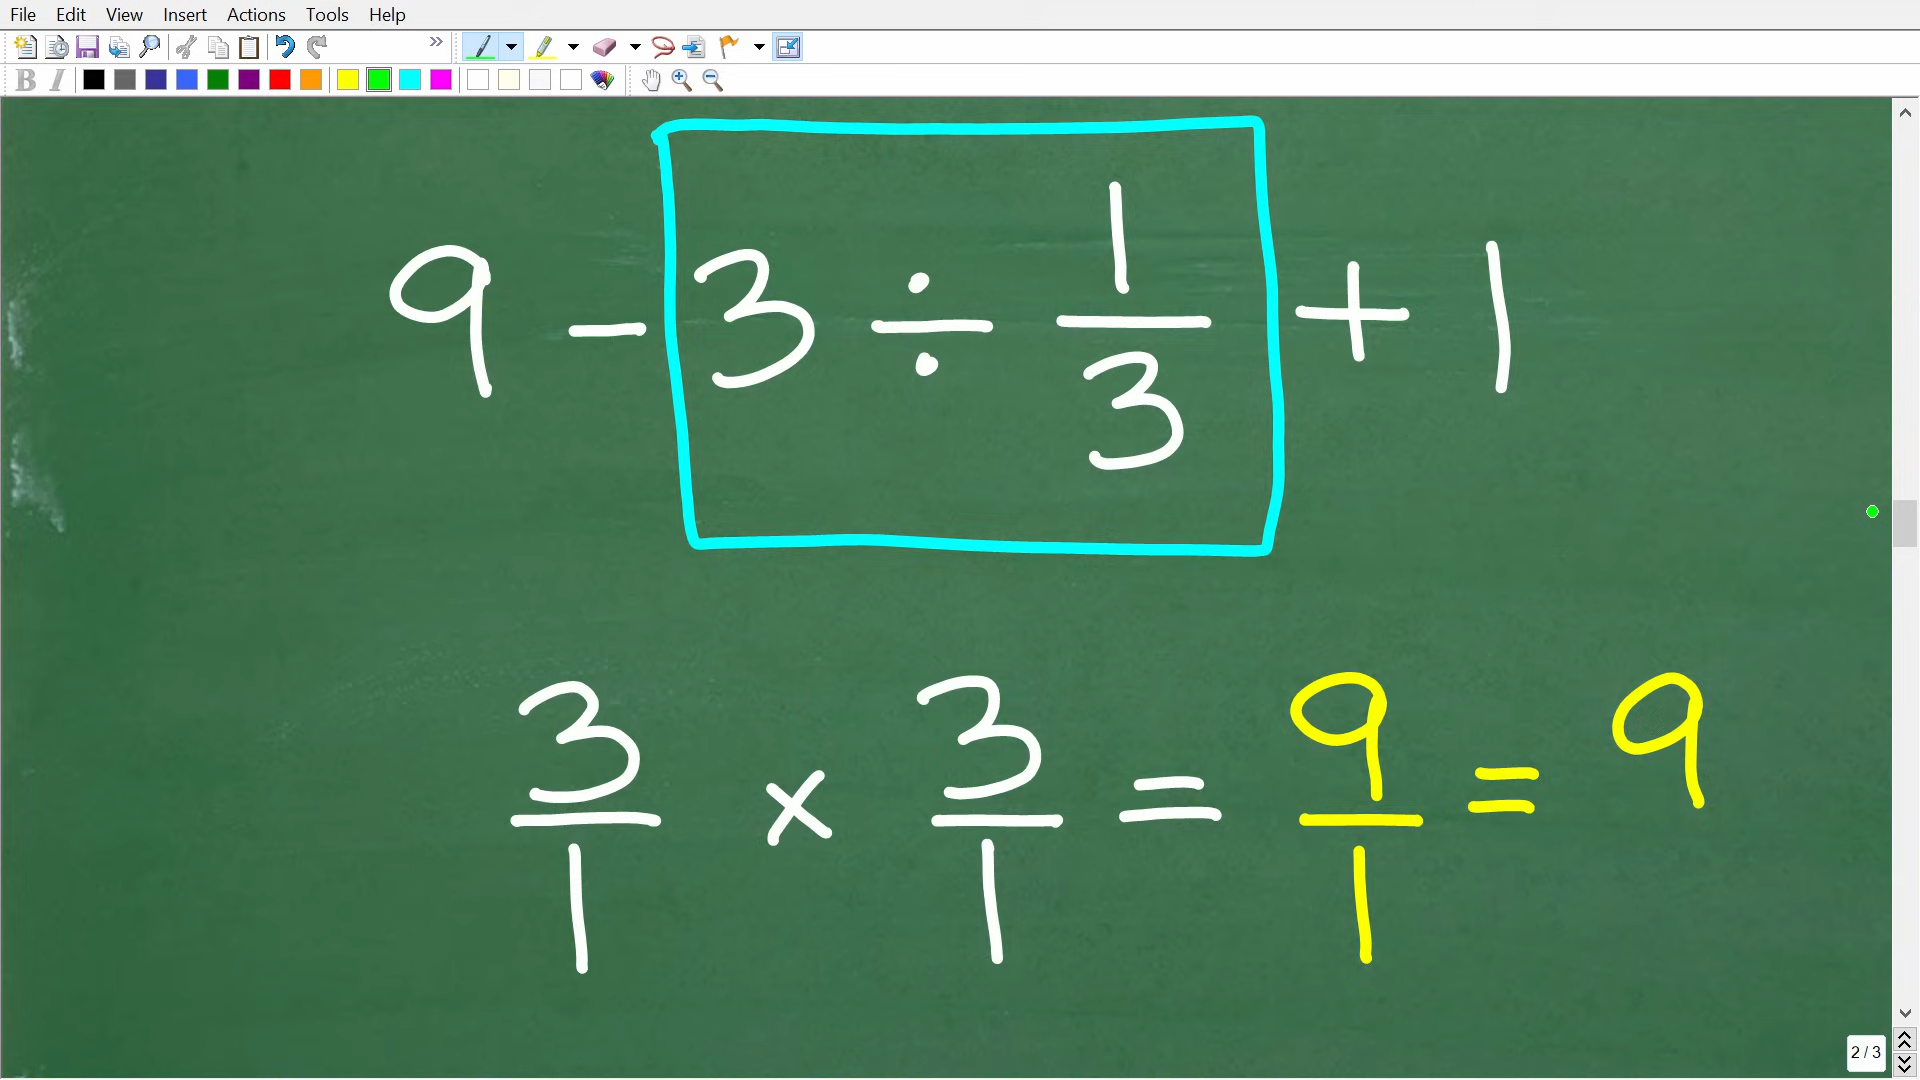 File Edit View Insert Actions Tools Help
» B I
9 - 3 ÷ 1/3 + 1
3/1 × 3/1 = 9/1 = 9
2 / 3